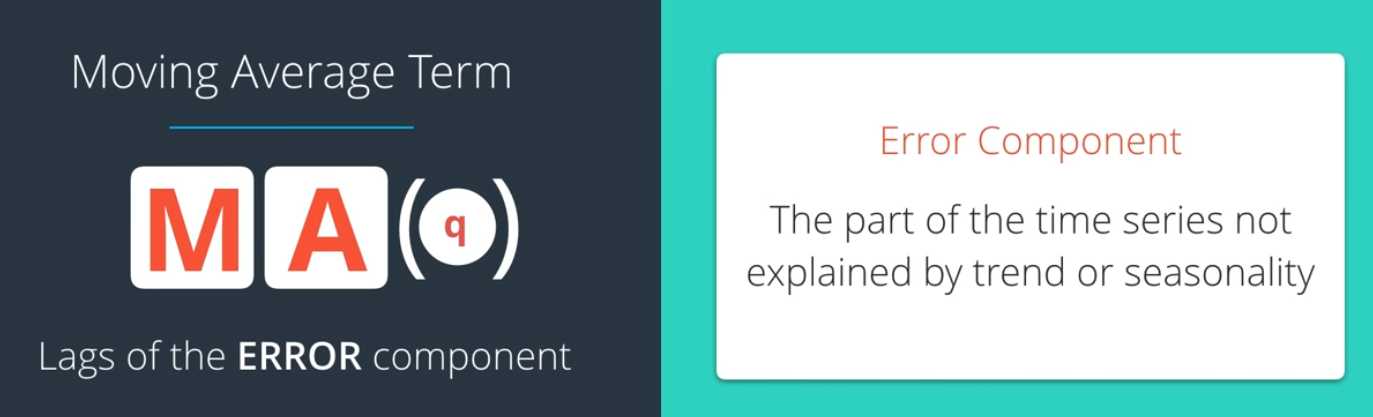 Moving Average Term
MA(q)
Lags of the ERROR component
Error Component
The part of the time series not
explained by trend or seasonality